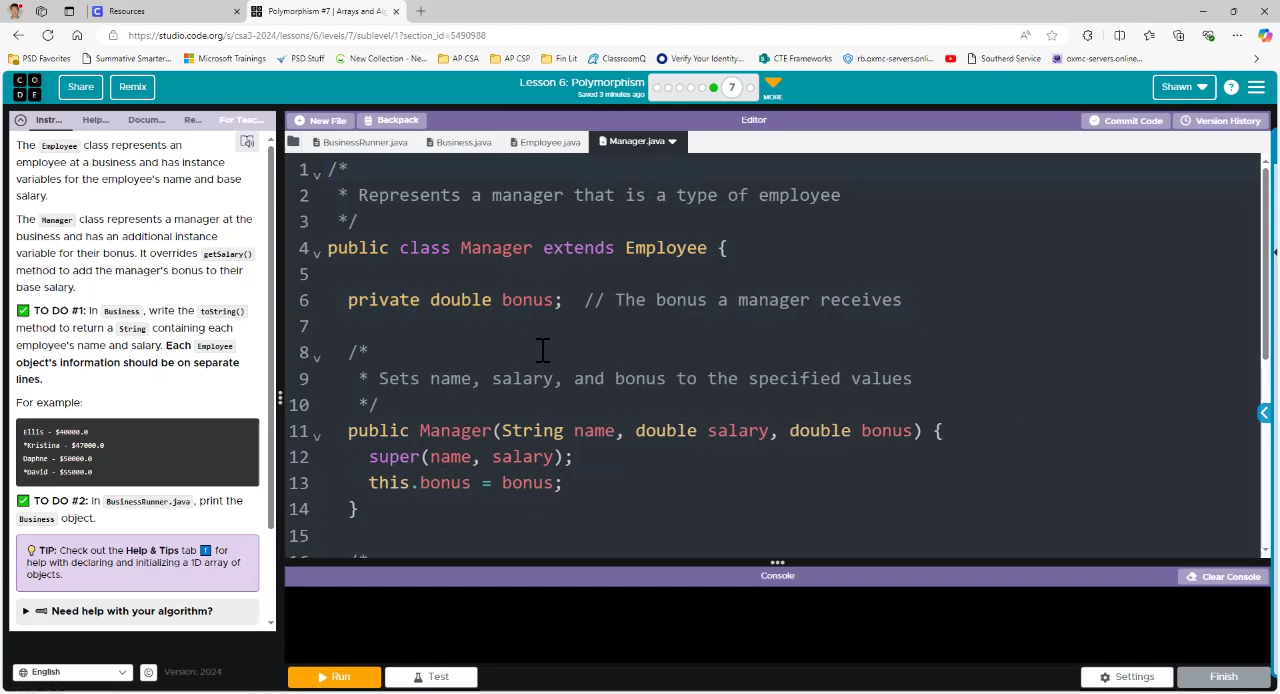 Resources
Polymorphism #7 | Arrays and Al
https://studio.code.org/s/csa3-2024/lessons/6/levels/7/sublevel/1?section_id=5490988
PSD Favorites
Summative Smarter...
Microsoft Trainings
PSD Stuff
New Collection - Ne...
AP CSA
AP CSP
Fin Lit
ClassroomQ
Verify Your Identity...
CTE Frameworks
rb.oxmc-servers.onli...
Southerd Service
oxmc-servers.online...
C O
D E
Share
Remix
Lesson 6: Polymorphism
Saved 3 minutes ago
7
MORE
Shawn
?
Instr...
Help...
Docum...
Re...
For Teac...
New File
Backpack
Editor
Commit Code
Version History
BusinessRunner.java
Business.java
Employee.java
Manager.java
The Employee class represents an
employee at a business and has instance
variables for the employee's name and base
salary.
The Manager class represents a manager at the
business and has an additional instance
variable for their bonus. It overrides getSalary()
method to add the manager's bonus to their
base salary.
TO DO #1: In Business, write the toString()
method to return a String containing each
employee's name and salary. Each Employee
object's information should be on separate
lines.
For example:
Ellis - $40000.0
*Kristina - $47000.0
Daphne - $50000.0
*David - $55000.0
TO DO #2: In BusinessRunner.java, print the
Business object.
TIP: Check out the Help & Tips tab for
help with declaring and initializing a 1D array of
objects.
Need help with your algorithm?
1 /*
2 * Represents a manager that is a type of employee
3 */
4 public class Manager extends Employee {
5
6 private double bonus; // The bonus a manager receives
7
8 /*
9 * Sets name, salary, and bonus to the specified values
10 */
11 public Manager(String name, double salary, double bonus) {
12 super(name, salary);
13 this.bonus = bonus;
14 }
15
16 /*
Console
Clear Console
English
© Version: 2024
Run
Test
Settings
Finish